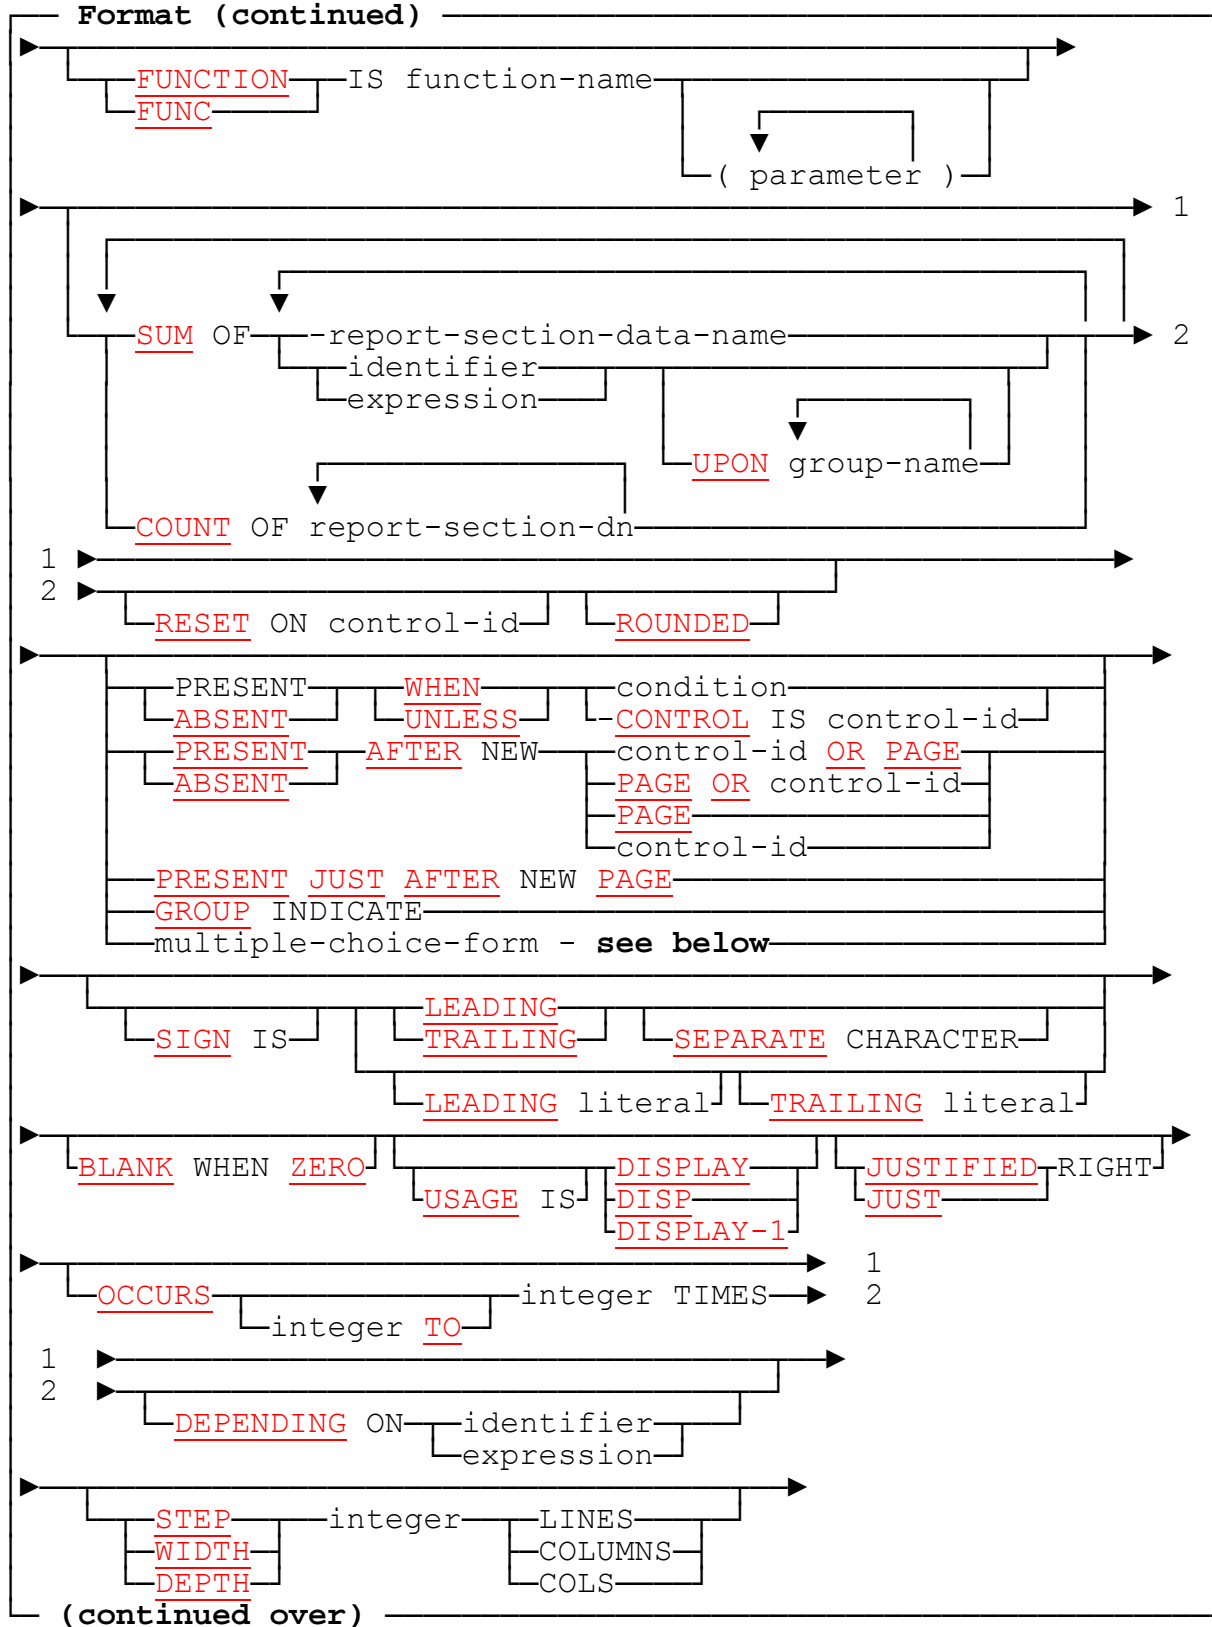 Format (continued)
FUNCTION IS function-name
FUNC
( parameter )
1
SUM OF -report-section-data-name 2
identifier
expression
UPON group-name
COUNT OF report-section-dn
1
2
RESET ON control-id ROUNDED
PRESENT WHEN condition
ABSENT UNLESS -CONTROL IS control-id
PRESENT AFTER NEW control-id OR PAGE
ABSENT PAGE OR control-id
PAGE
control-id
PRESENT JUST AFTER NEW PAGE
GROUP INDICATE
multiple-choice-form - see below
LEADING
SIGN IS TRAILING SEPARATE CHARACTER
LEADING literal TRAILING literal
BLANK WHEN ZERO DISPLAY JUSTIFIED RIGHT
USAGE IS DISP JUST
DISPLAY-1
1
OCCURS integer TIMES 2
integer TO
1
2
DEPENDING ON identifier
expression
STEP integer LINES
WIDTH COLUMNS
DEPTH COLS
(continued over)